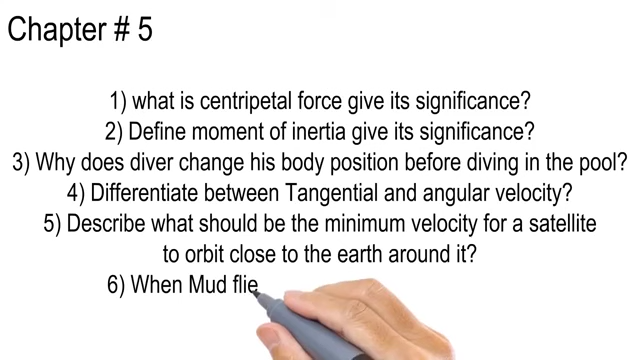 Chapter # 5
1) what is centripetal force give its significance?
2) Define moment of inertia give its significance?
3) Why does diver change his body position before diving in the pool?
4) Differentiate between Tangential and angular velocity?
5) Describe what should be the minimum velocity for a satellite
to orbit close to the earth around it?
6) When Mud flie